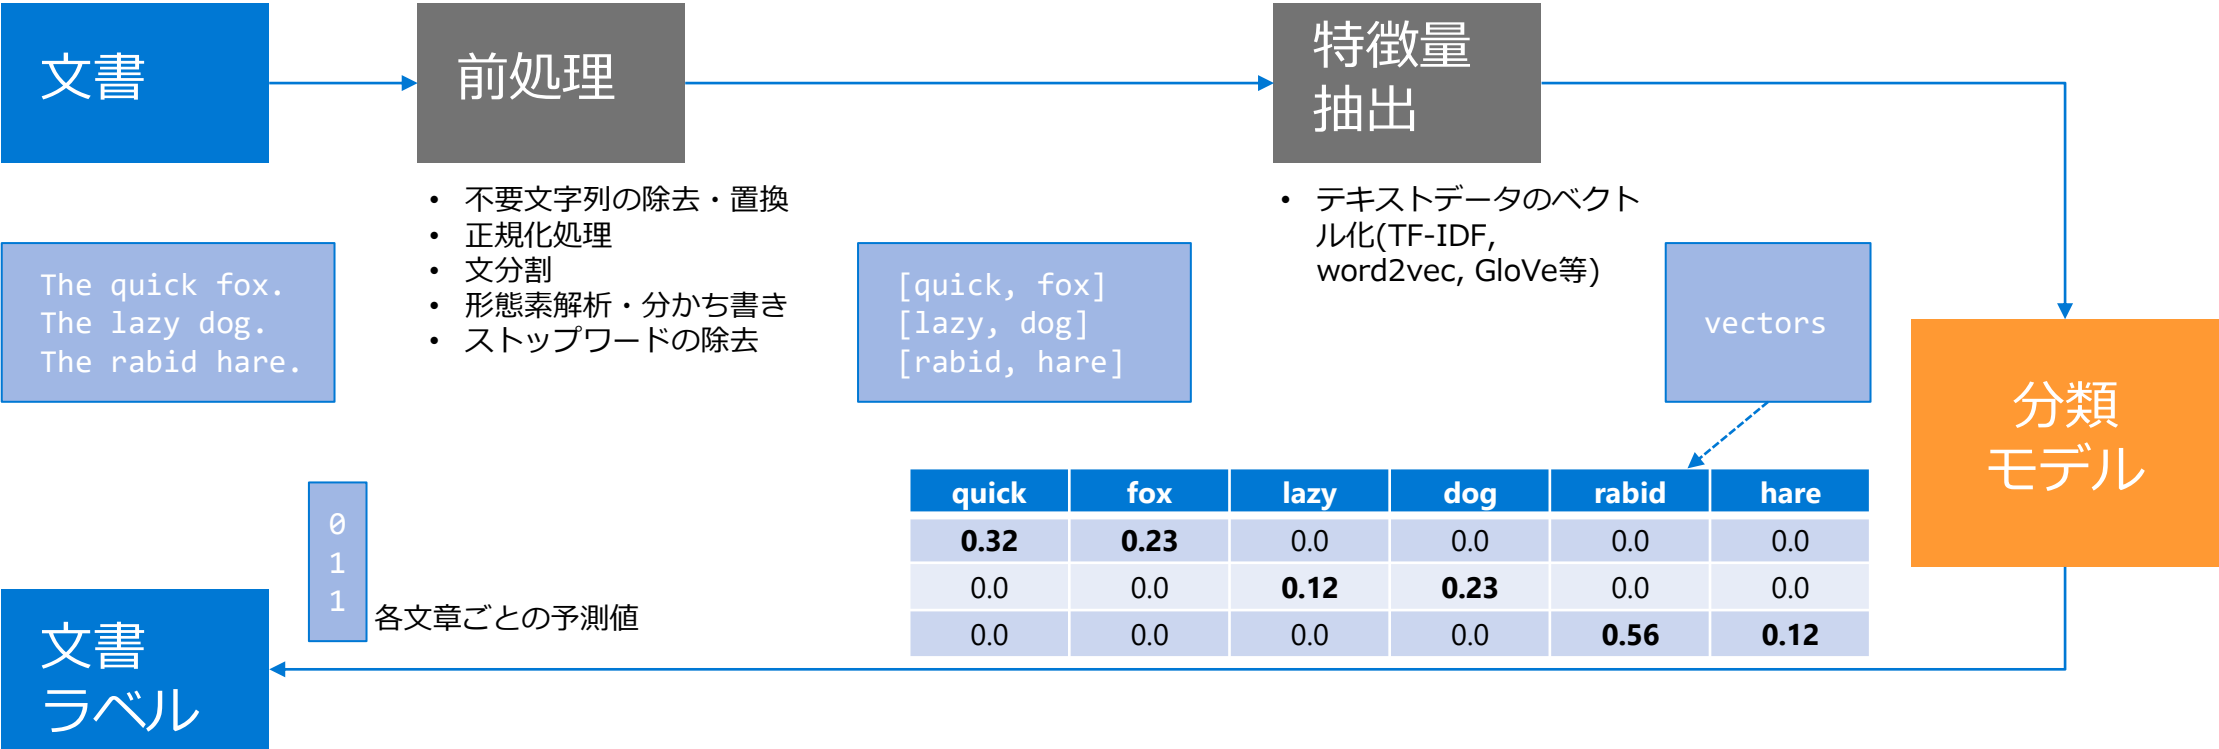 文書
前処理
特徴量
抽出
• 不要文字列の除去・置換
• 正規化処理
• 文分割
• 形態素解析・分かち書き
• ストップワードの除去
• テキストデータのベクト
ル化(TF-IDF,
word2vec, GloVe等)
The quick fox.
The lazy dog.
The rabid hare.
[quick, fox]
[lazy, dog]
[rabid, hare]
vectors
分類
モデル
quick fox lazy dog rabid hare
0.32 0.23 0.0 0.0 0.0 0.0
0.0 0.0 0.12 0.23 0.0 0.0
0.0 0.0 0.0 0.0 0.56 0.12
0
1
1
各文章ごとの予測値
文書
ラベル